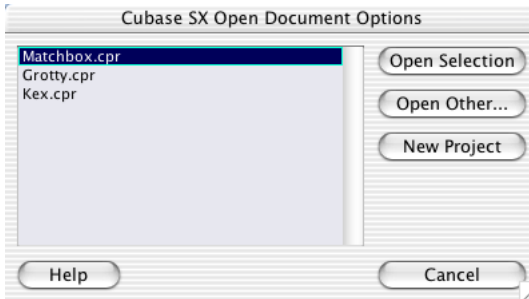 Cubase SX Open Document Options
Matchbox.cpr
Grotty.cpr
Kex.cpr
Open Selection
Open Other...
New Project
Help
Cancel